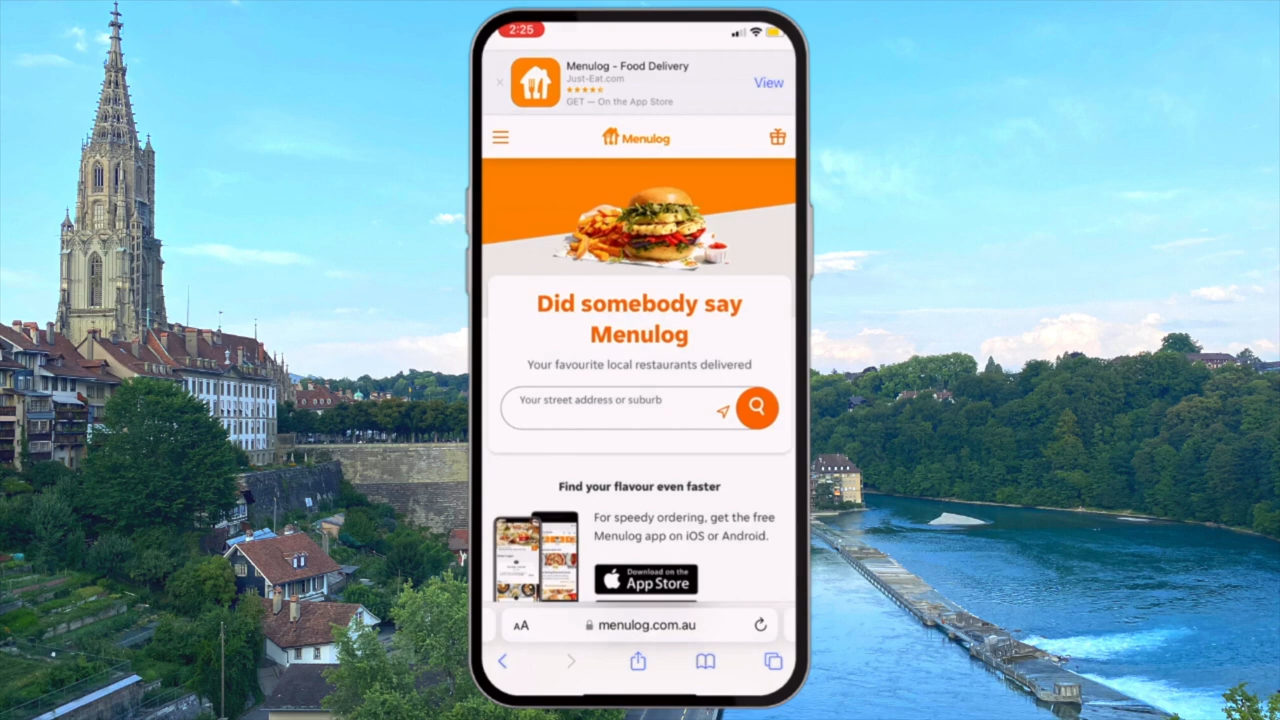 2:25
Menulog - Food Delivery
Just-Eat.com
GET — On the App Store
View
Menulog
Did somebody say
Menulog
Your favourite local restaurants delivered
Your street address or suburb
Find your flavour even faster
For speedy ordering, get the free
Menulog app on iOS or Android.
Download on the
App Store
AA
menulog.com.au